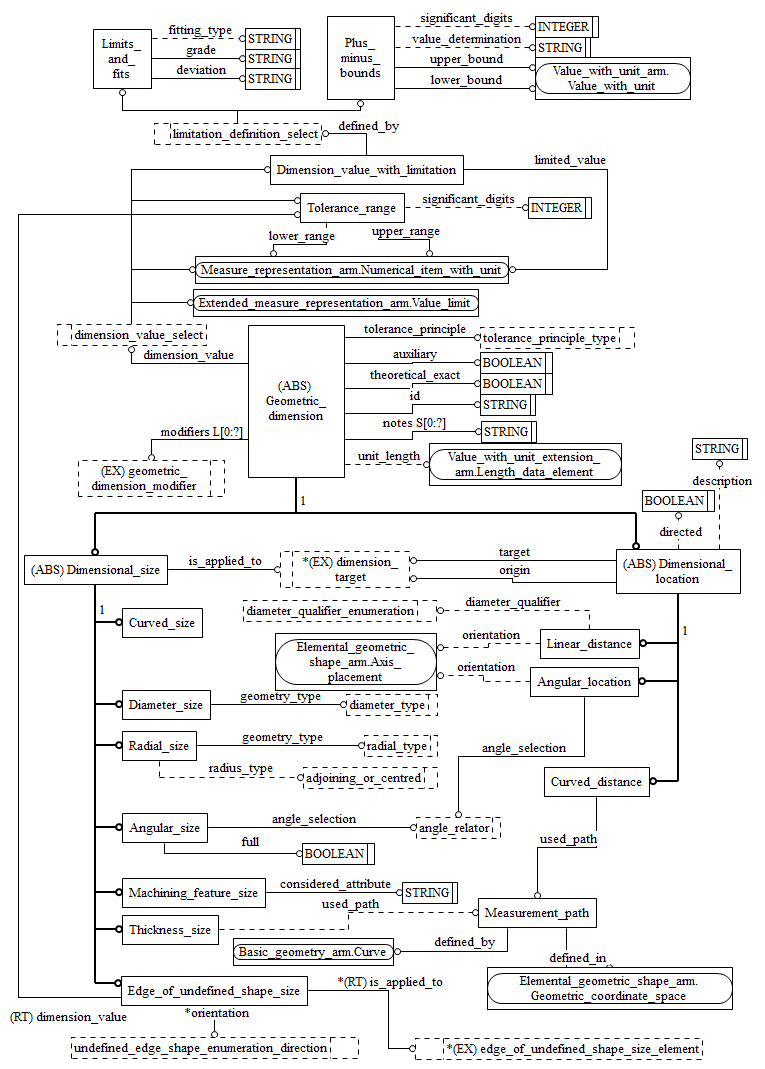 Limits_
and_
fits
fitting_type
STRING
grade
STRING
deviation
STRING
Plus_
minus_
bounds
significant_digits
INTEGER
value_determination
STRING
upper_bound
lower_bound
Value_with_unit_arm.
Value_with_unit
limitation_definition_select
defined_by
Dimension_value_with_limitation
limited_value
Tolerance_range
significant_digits
INTEGER
lower_range
upper_range
Measure_representation_arm.Numerical_item_with_unit
Extended_measure_representation_arm.Value_limit
dimension_value_select
dimension_value
(ABS)
Geometric_
dimension
tolerance_principle
tolerance_principle_type
auxiliary
BOOLEAN
theoretical_exact
BOOLEAN
id
STRING
notes S[0:?]
STRING
modifiers L[0:?]
(EX) geometric_
dimension_modifier
unit_length
Value_with_unit_extension_
arm.Length_data_element
STRING
description
BOOLEAN
directed
1
(ABS) Dimensional_size
is_applied_to
*(EX) dimension_
target
target
origin
(ABS) Dimensional_
location
1
1
Curved_size
diameter_qualifier_enumeration
diameter_qualifier
Elemental_geometric_
shape_arm.Axis_
placement
orientation
Linear_distance
orientation
Angular_location
Diameter_size
geometry_type
diameter_type
Radial_size
geometry_type
radial_type
radius_type
adjoining_or_centred
angle_selection
Curved_distance
Angular_size
angle_selection
angle_relator
full
BOOLEAN
used_path
Machining_feature_size
considered_attribute
STRING
Thickness_size
used_path
Measurement_path
Basic_geometry_arm.Curve
defined_by
defined_in
Elemental_geometric_shape_arm.
Geometric_coordinate_space
Edge_of_undefined_shape_size
*(RT) is_applied_to
(RT) dimension_value
*orientation
undefined_edge_shape_enumeration_direction
*(EX) edge_of_undefined_shape_size_element